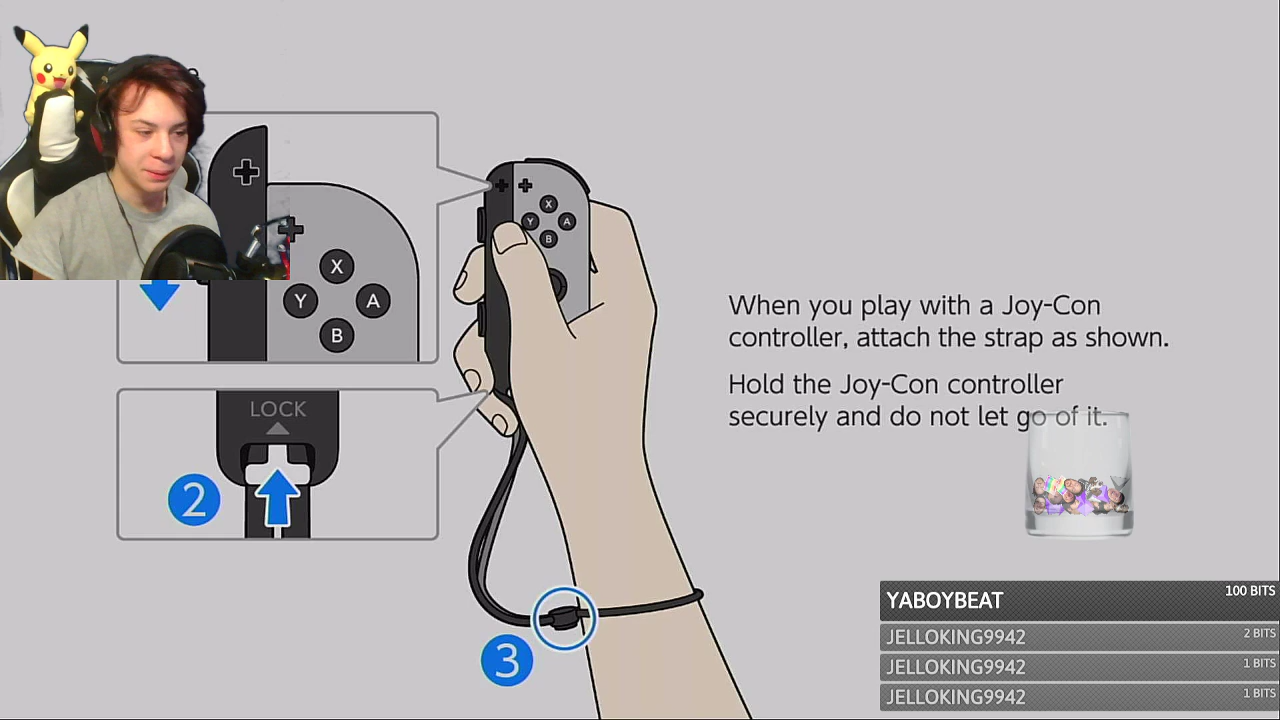 X
Y
A
B
X
Y
A
B
When you play with a Joy-Con
controller, attach the strap as shown.
Hold the Joy-Con controller
securely and do not let go of it.
LOCK
2
3
YABOYBEAT 100 BITS
JELLOKING9942 2 BITS
JELLOKING9942 1 BITS
JELLOKING9942 1 BITS